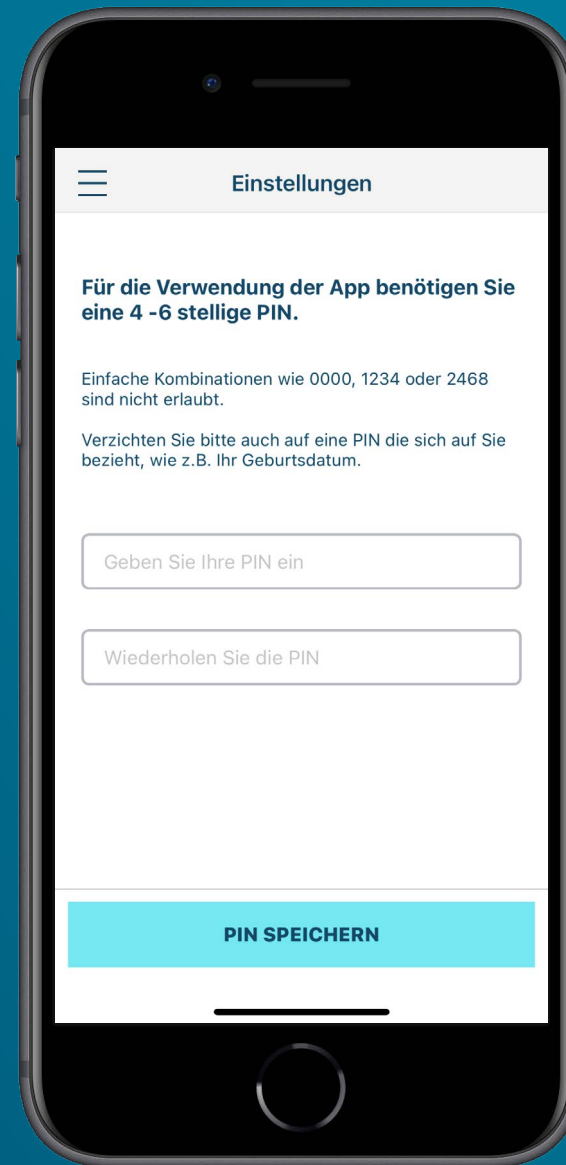 Einstellungen
Für die Verwendung der App benötigen Sie
eine 4 -6 stellige PIN.
Einfache Kombinationen wie 0000, 1234 oder 2468
sind nicht erlaubt.
Verzichten Sie bitte auch auf eine PIN die sich auf Sie
bezieht, wie z.B. Ihr Geburtsdatum.
Geben Sie Ihre PIN ein
Wiederholen Sie die PIN
PIN SPEICHERN